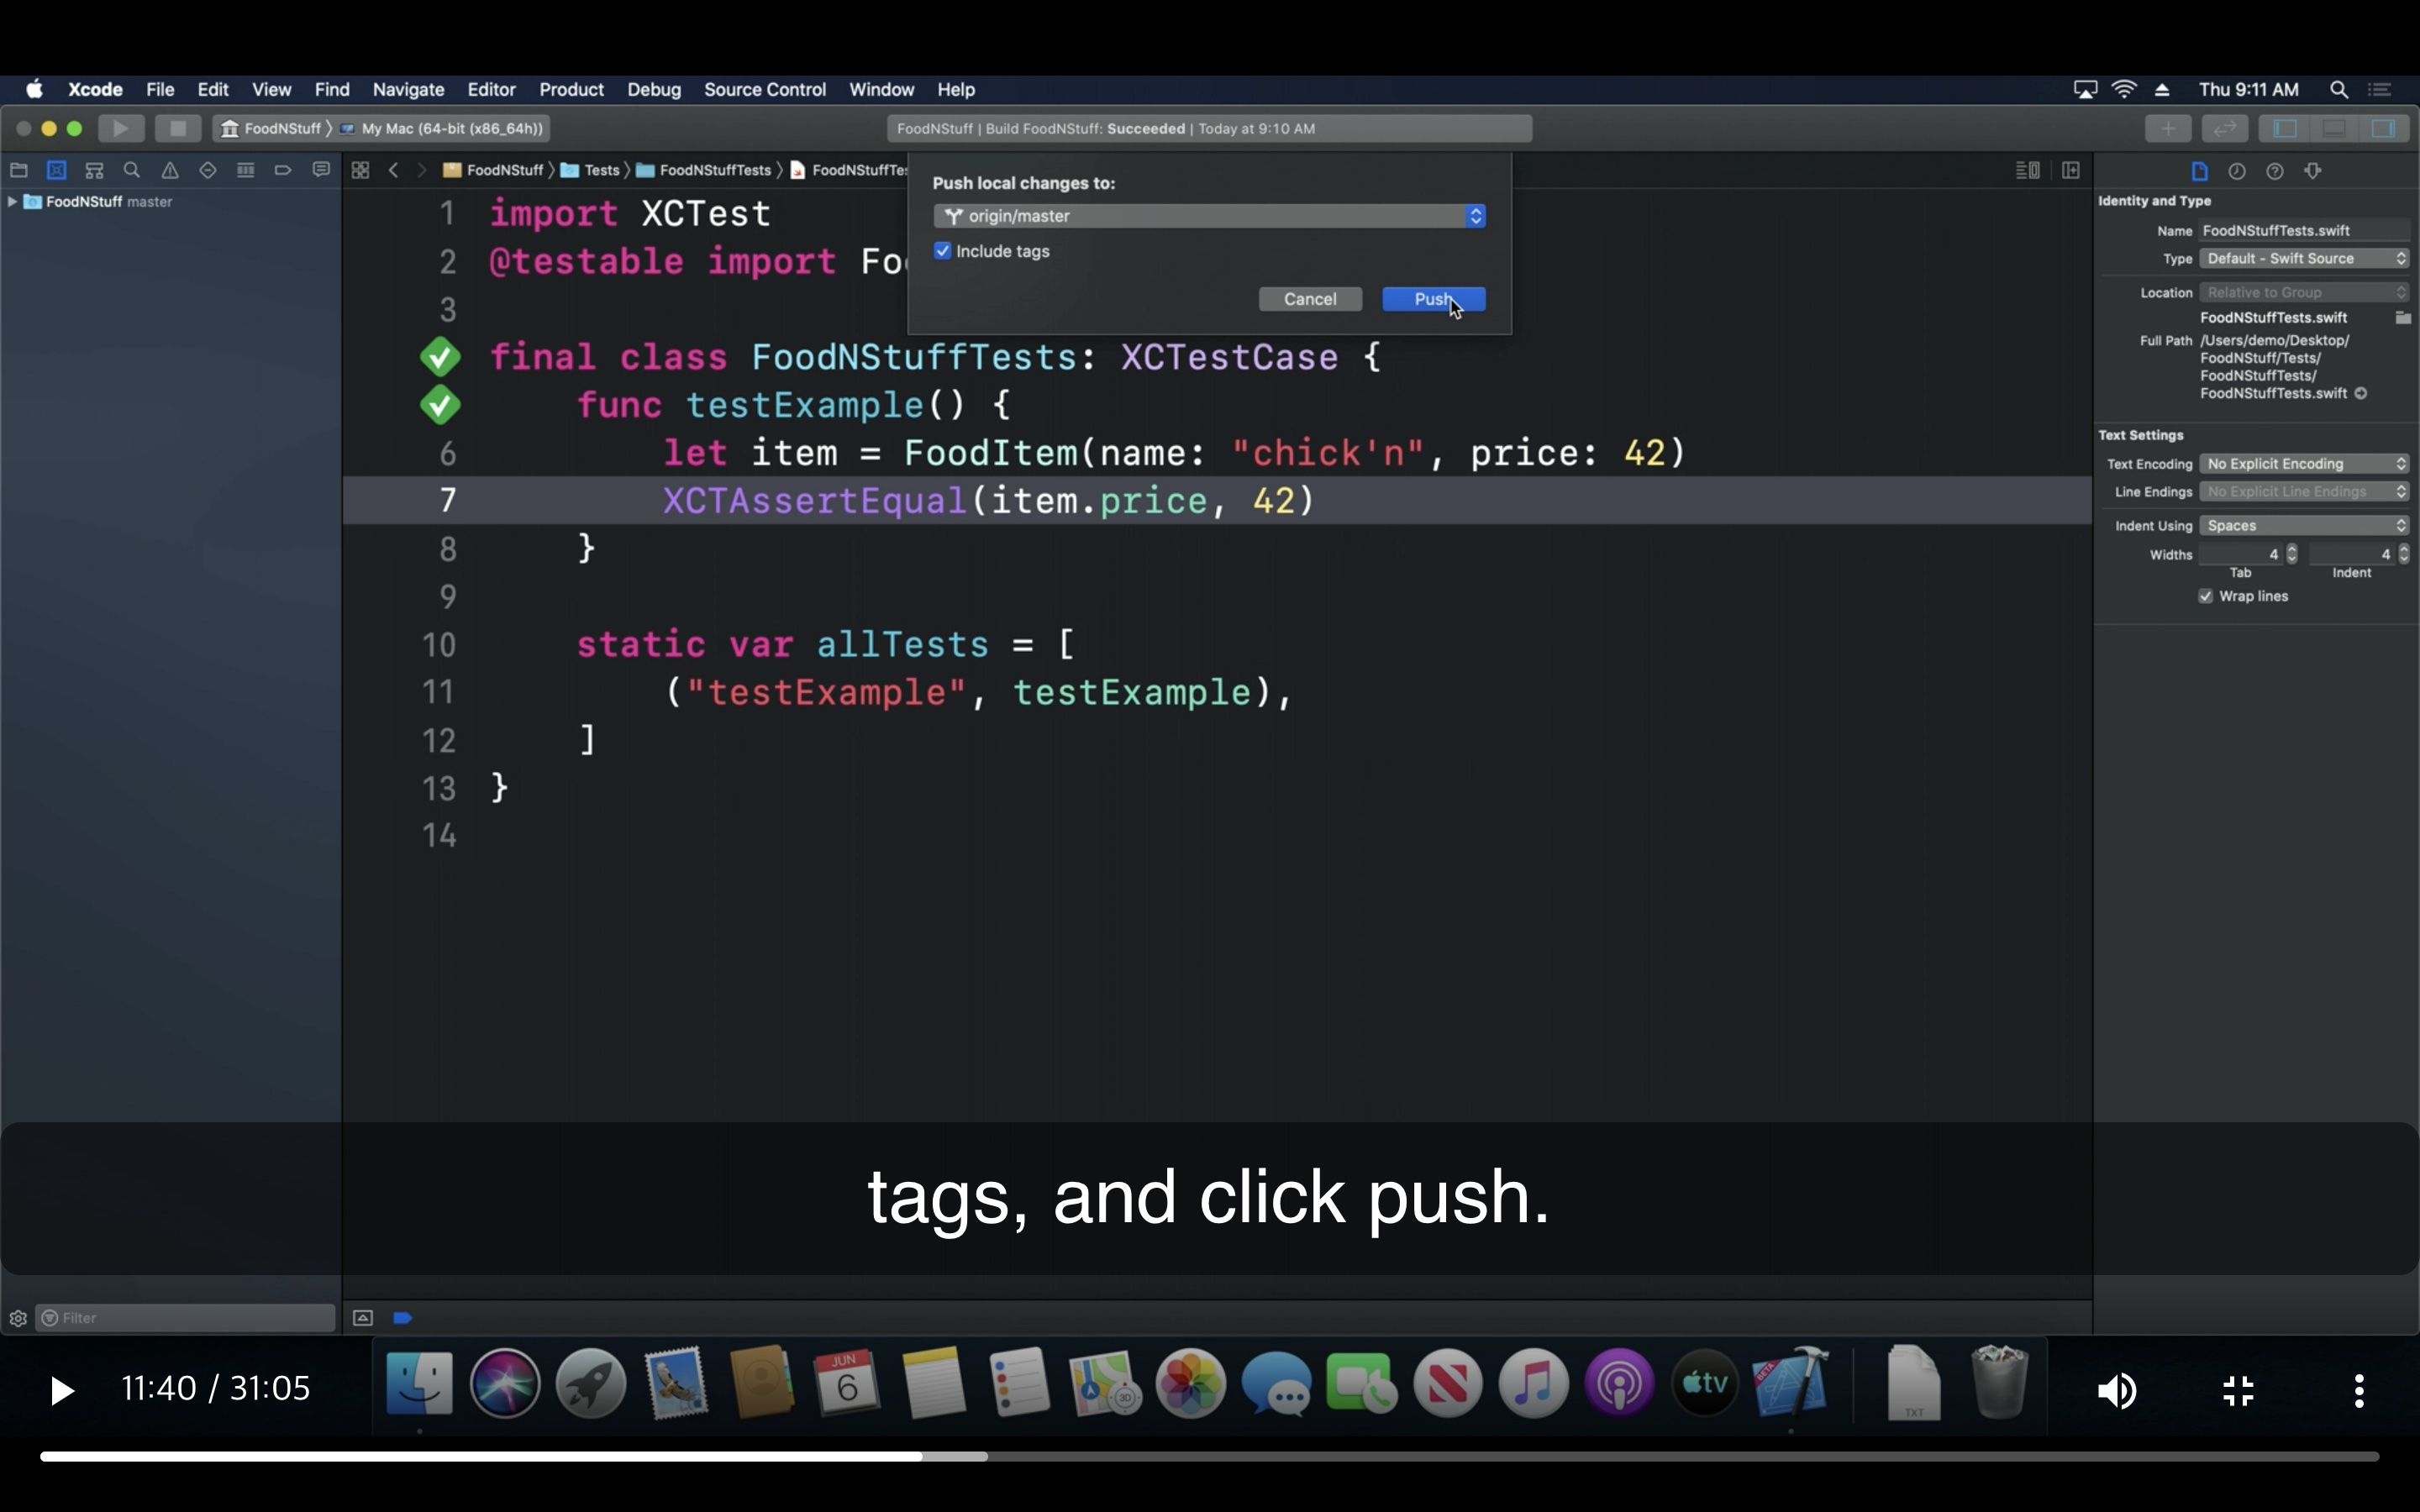 Xcode File Edit View Find Navigate Editor Product Debug Source Control Window Help Thu 9:11 AM
FoodNStuff 〉 My Mac (64-bit (x86_64h)) FoodNStuff | Build FoodNStuff: Succeeded | Today at 9:10 AM
FoodNStuff 〉 Tests 〉 FoodNStuffTests 〉 FoodNStuffTes
FoodNStuff master
Push local changes to:
origin/master
Include tags
Cancel Push
1 import XCTest
2 @testable import Foo
3
final class FoodNStuffTests: XCTestCase {
func testExample() {
6 let item = FoodItem(name: "chick'n", price: 42)
7 XCTAssertEqual(item.price, 42)
8 }
9
10 static var allTests = [
11 ("testExample", testExample),
12 ]
13 }
14
Identity and Type
Name FoodNStuffTests.swift
Type Default - Swift Source
Location Relative to Group
FoodNStuffTests.swift
Full Path /Users/demo/Desktop/
FoodNStuff/Tests/
FoodNStuffTests/
FoodNStuffTests.swift
Text Settings
Text Encoding No Explicit Encoding
Line Endings No Explicit Line Endings
Indent Using Spaces
Widths 4 4
Tab Indent
Wrap lines
tags, and click push.
Filter
11:40 / 31:05
JUN
6
3D
tv
BETA
TXT